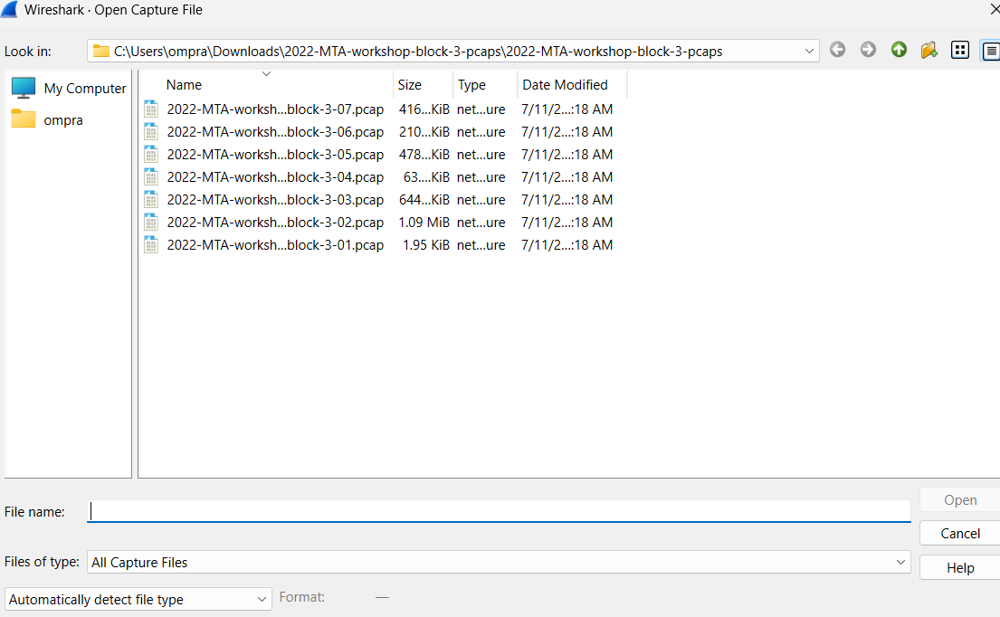 Wireshark · Open Capture File
Look in: C:\Users\ompra\Downloads\2022-MTA-workshop-block-3-pcaps\2022-MTA-workshop-block-3-pcaps
My Computer
ompra
Name Size Type Date Modified
2022-MTA-worksh...block-3-07.pcap 416...KiB net...ure 7/11/2...:18 AM
2022-MTA-worksh...block-3-06.pcap 210...KiB net...ure 7/11/2...:18 AM
2022-MTA-worksh...block-3-05.pcap 478...KiB net...ure 7/11/2...:18 AM
2022-MTA-worksh...block-3-04.pcap 63....KiB net...ure 7/11/2...:18 AM
2022-MTA-worksh...block-3-03.pcap 644...KiB net...ure 7/11/2...:18 AM
2022-MTA-worksh...block-3-02.pcap 1.09 MiB net...ure 7/11/2...:18 AM
2022-MTA-worksh...block-3-01.pcap 1.95 KiB net...ure 7/11/2...:18 AM
File name:
Open
Cancel
Files of type: All Capture Files
Help
Automatically detect file type Format: —